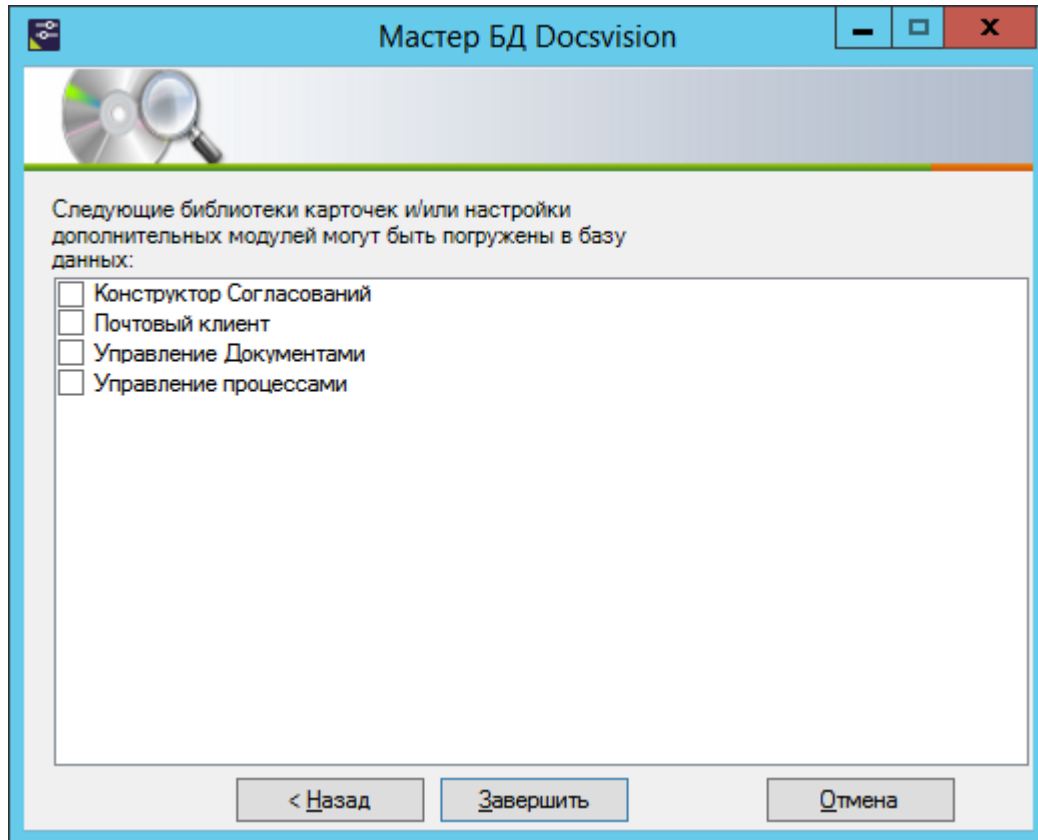 Мастер БД Docsvision
Следующие библиотеки карточек и/или настройки
дополнительных модулей могут быть погружены в базу
данных:
Конструктор Согласований
Почтовый клиент
Управление Документами
Управление процессами
< Назад
Завершить
Отмена